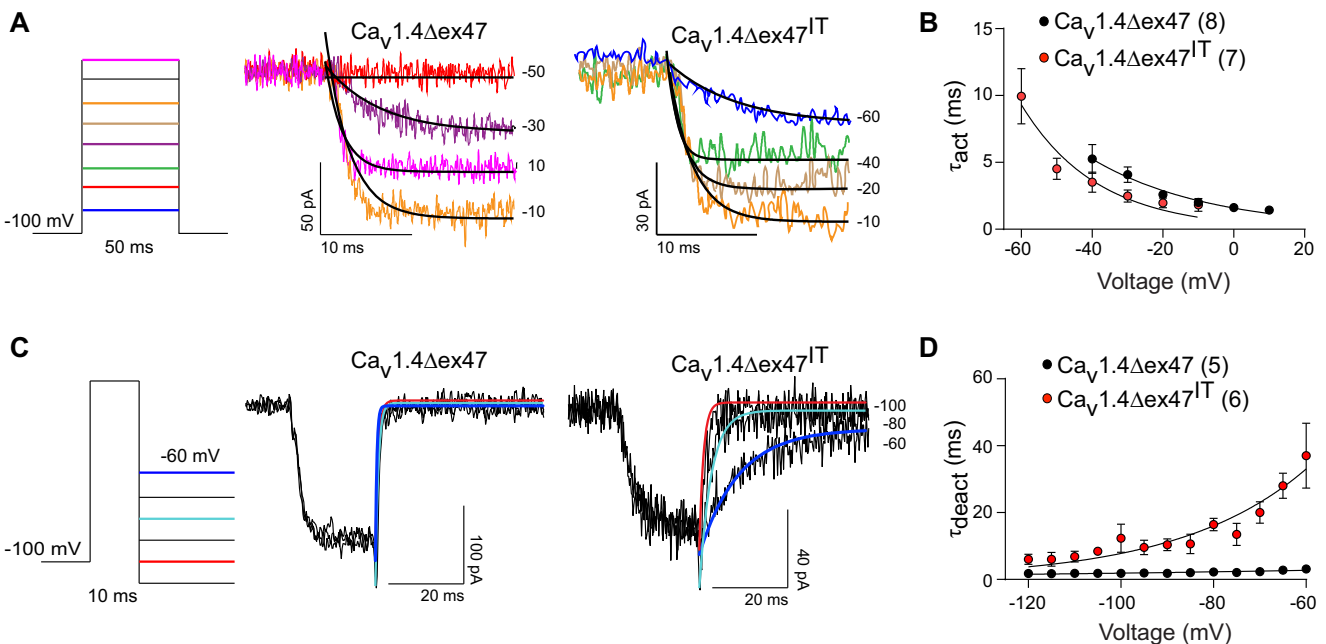 A
-100 mV
50 ms
Cav1.4Δex47
-50
-30
10
-10
50 pA
10 ms
Cav1.4Δex47IT
-60
-40
-20
-10
30 pA
10 ms
B
Cav1.4Δex47 (8)
Cav1.4Δex47IT (7)
15
10
5
0
τact (ms)
-60 -40 -20 0 20
Voltage (mV)
C
-60 mV
-100 mV
10 ms
Cav1.4Δex47
100 pA
20 ms
Cav1.4Δex47IT
-100
-80
-60
40 pA
20 ms
D
Cav1.4Δex47 (5)
Cav1.4Δex47IT (6)
60
40
20
0
τdeact (ms)
-120 -100 -80 -60
Voltage (mV)